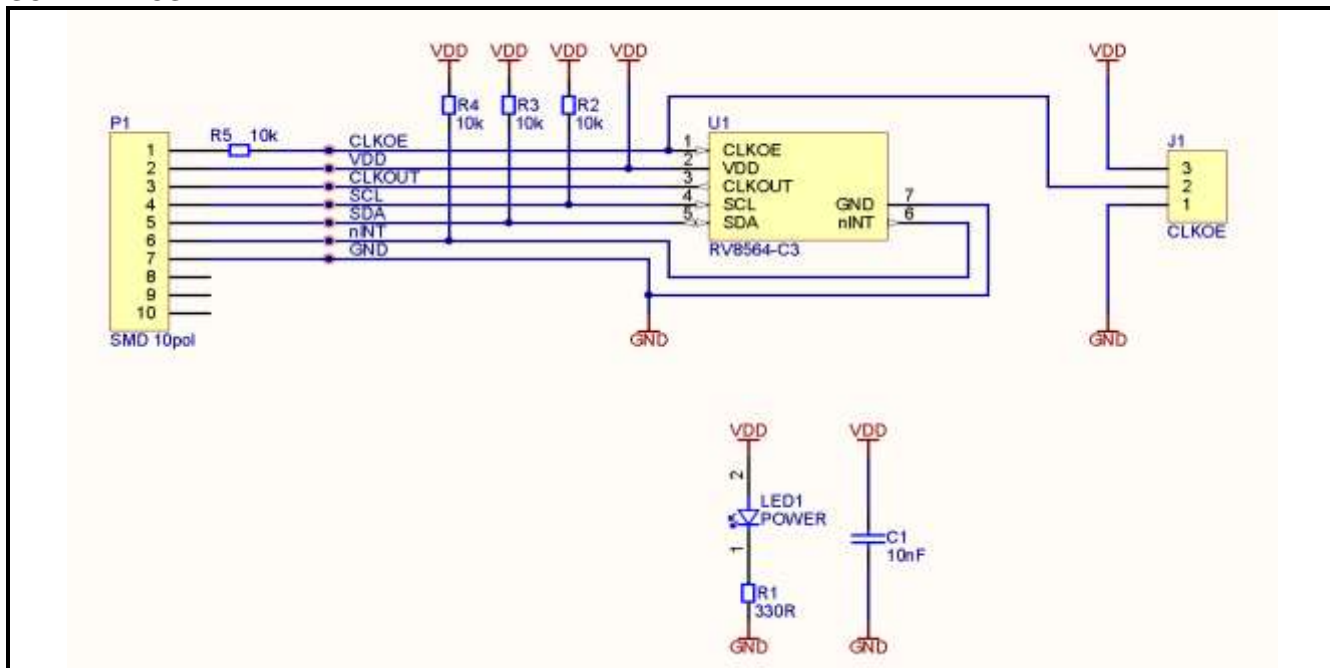 VDD VDD VDD VDD VDD
R4 R3 R2
10k 10k 10k
P1 U1 J1
R5 10k
1 CLKOE 1 CLKOE
2 VDD 2 VDD 3
3 CLKOUT 3 CLKOUT 2
4 SCL 4 SCL GND 7 1
5 SDA 5 SDA nINT 6 CLKOE
6 nINT RV8564-C3
7 GND
8
9
10
SMD 10pol GND GND
VDD VDD
2
LED1
POWER
1
C1
10nF
R1
330R
GND GND